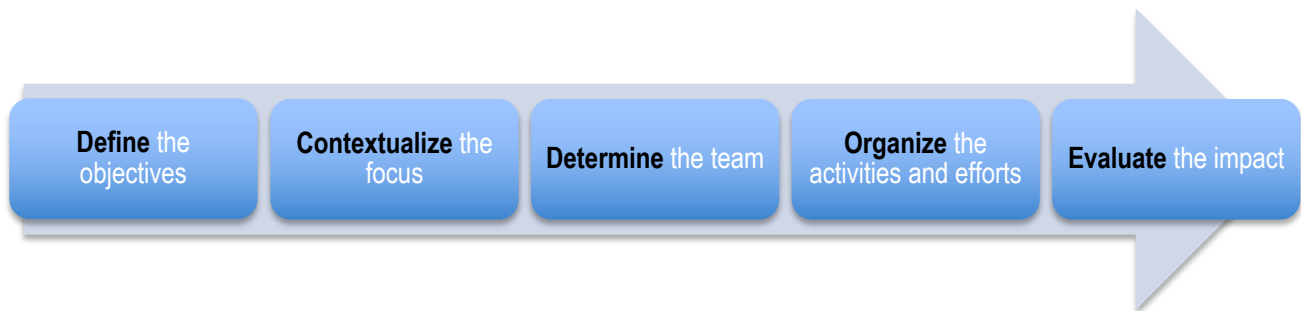 Define the
objectives
Contextualize the
focus
Determine the team
Organize the
activities and efforts
Evaluate the impact